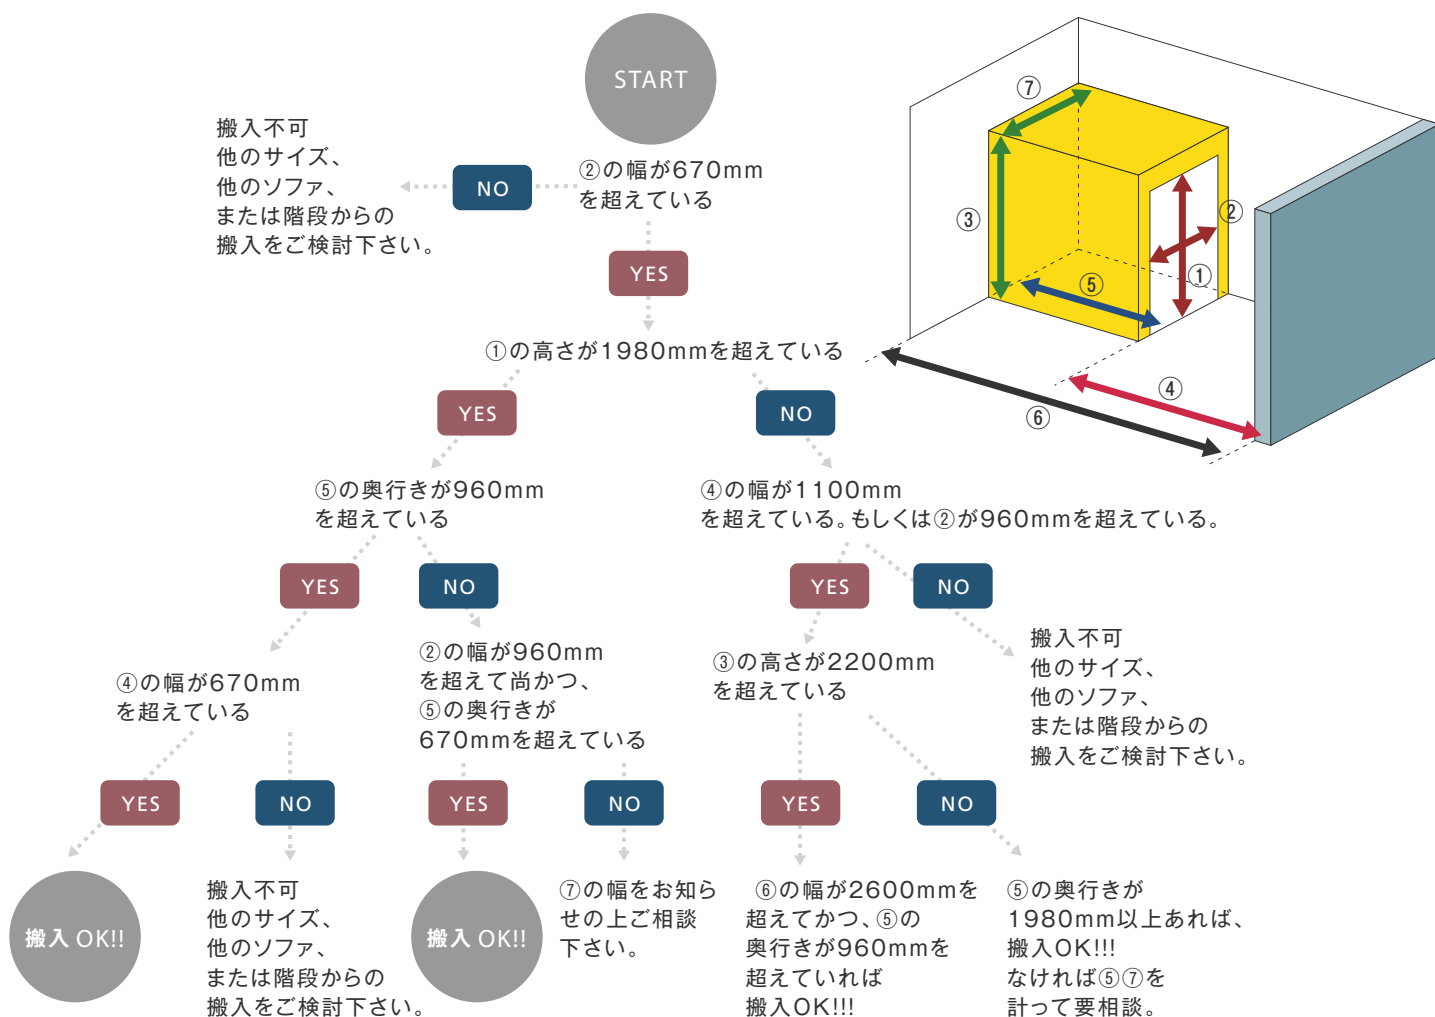 START
搬入不可
他のサイズ、
他のソファ、
または階段からの
搬入をご検討下さい。
NO
②の幅が670mm
を超えている
YES
①の高さが1980mmを超えている
YES
NO
⑤の奥行きが960mm
を超えている
④の幅が1100mm
を超えている。もしくは②が960mmを超えている。
YES
NO
YES
NO
④の幅が670mm
を超えている
②の幅が960mm
を超えて尚かつ、
⑤の奥行きが
670mmを超えている
③の高さが2200mm
を超えている
搬入不可
他のサイズ、
他のソファ、
または階段からの
搬入をご検討下さい。
YES
NO
YES
NO
YES
NO
搬入 OK!!
搬入不可
他のサイズ、
他のソファ、
または階段からの
搬入をご検討下さい。
搬入 OK!!
⑦の幅をお知ら
せの上ご相談
下さい。
⑥の幅が2600mmを
超えてかつ、⑤の
奥行きが960mmを
超えていれば
搬入OK!!!
⑤の奥行きが
1980mm以上あれば、
搬入OK!!!
なければ⑤⑦を
計って要相談。
⑦
③
②
①
⑤
④
⑥